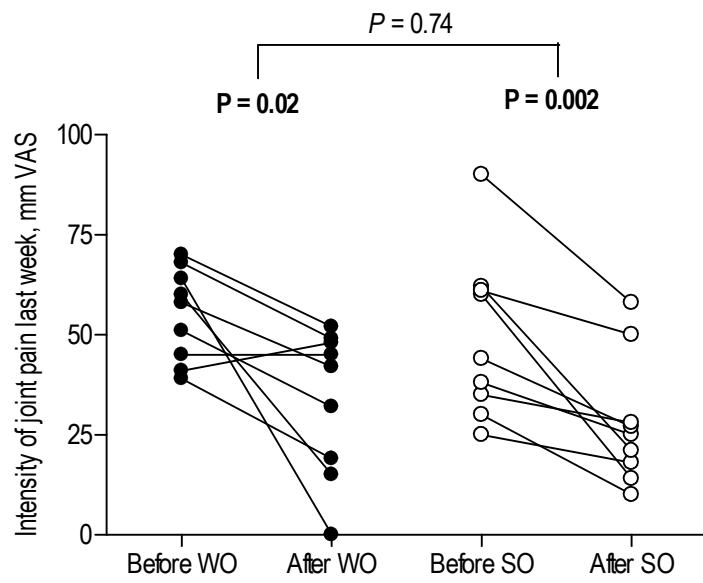 P = 0.74
P = 0.02
P = 0.002
Intensity of joint pain last week, mm VAS
100
75
50
25
0
Before WO
After WO
Before SO
After SO